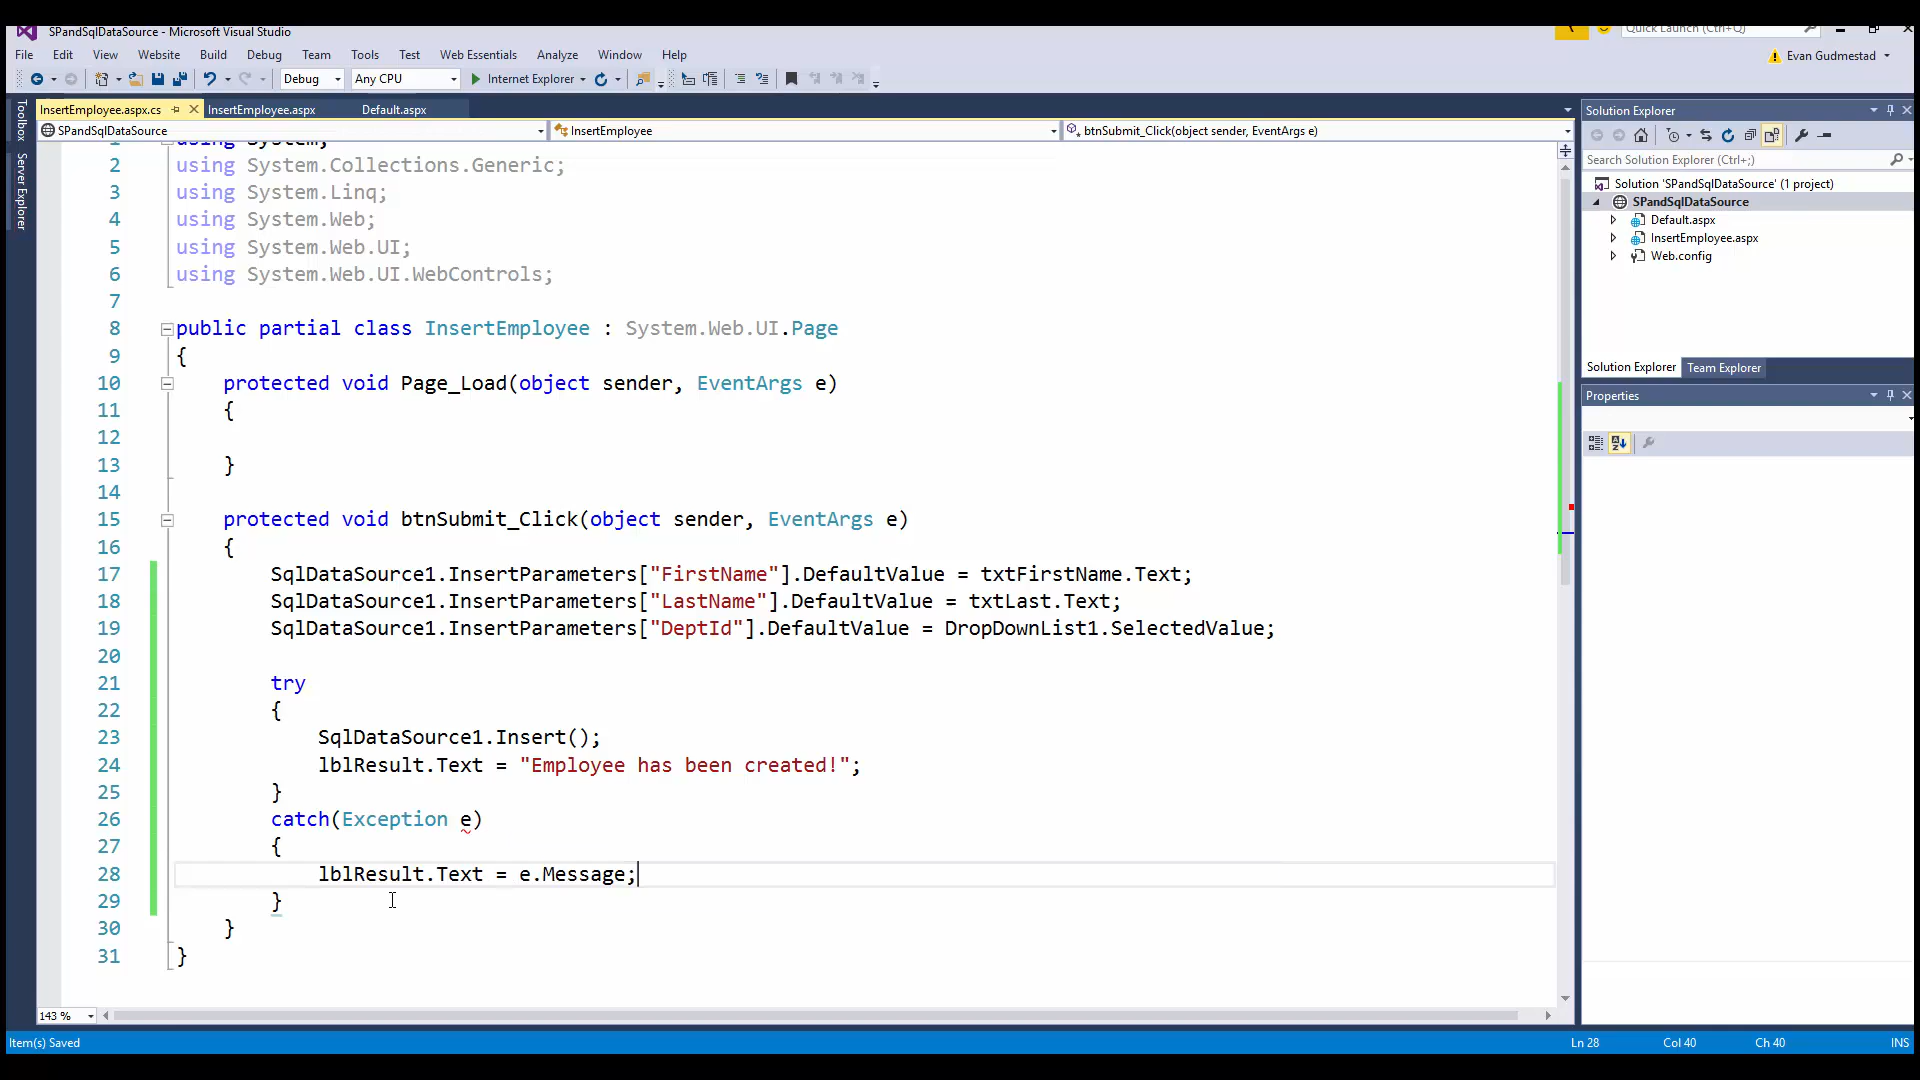 SPandSqlDataSource - Microsoft Visual Studio
Quick Launch (Ctrl+Q)
File Edit View Website Build Debug Team Tools Test Web Essentials Analyze Window Help
Evan Gudmestad
Debug Any CPU Internet Explorer
Toolbox
Server Explorer
InsertEmployee.aspx.cs InsertEmployee.aspx Default.aspx
SPandSqlDataSource InsertEmployee btnSubmit_Click(object sender, EventArgs e)
1 using System;
2 using System.Collections.Generic;
3 using System.Linq;
4 using System.Web;
5 using System.Web.UI;
6 using System.Web.UI.WebControls;
7
8 public partial class InsertEmployee : System.Web.UI.Page
9 {
10 protected void Page_Load(object sender, EventArgs e)
11 {
12
13 }
14
15 protected void btnSubmit_Click(object sender, EventArgs e)
16 {
17 SqlDataSource1.InsertParameters["FirstName"].DefaultValue = txtFirstName.Text;
18 SqlDataSource1.InsertParameters["LastName"].DefaultValue = txtLast.Text;
19 SqlDataSource1.InsertParameters["DeptId"].DefaultValue = DropDownList1.SelectedValue;
20
21 try
22 {
23 SqlDataSource1.Insert();
24 lblResult.Text = "Employee has been created!";
25 }
26 catch(Exception e)
27 {
28 lblResult.Text = e.Message;
29 }
30 }
31 }
143 %
Solution Explorer
Search Solution Explorer (Ctrl+;)
Solution 'SPandSqlDataSource' (1 project)
SPandSqlDataSource
Default.aspx
InsertEmployee.aspx
Web.config
Solution Explorer Team Explorer
Properties
Item(s) Saved Ln 28 Col 40 Ch 40 INS